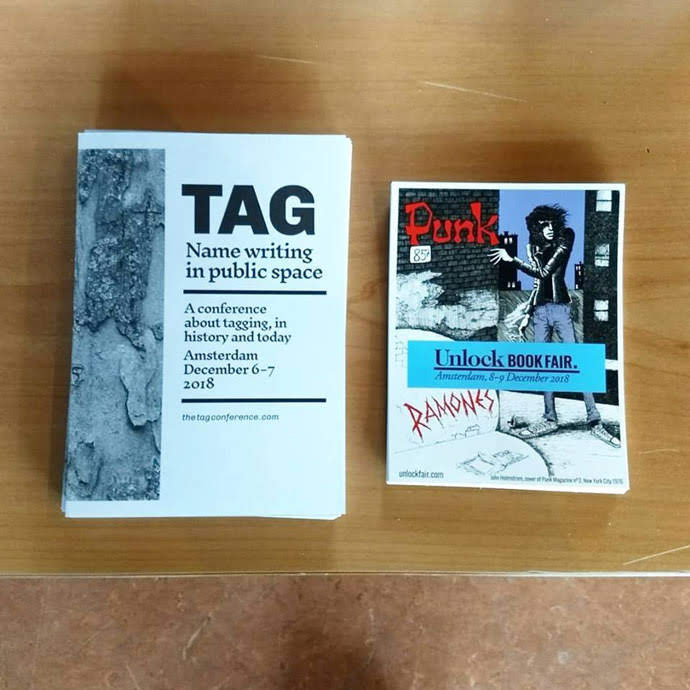 TAG
Name writing
in public space
A conference
about tagging, in
history and today
Amsterdam
December 6–7
2018
thetagconference.com
Punk
85¢
Unlock BOOK FAIR.
Amsterdam, 8–9 December 2018
RAMONES
unlockfair.com
John Holmstrom, cover of Punk Magazine nº3, New York City 1976